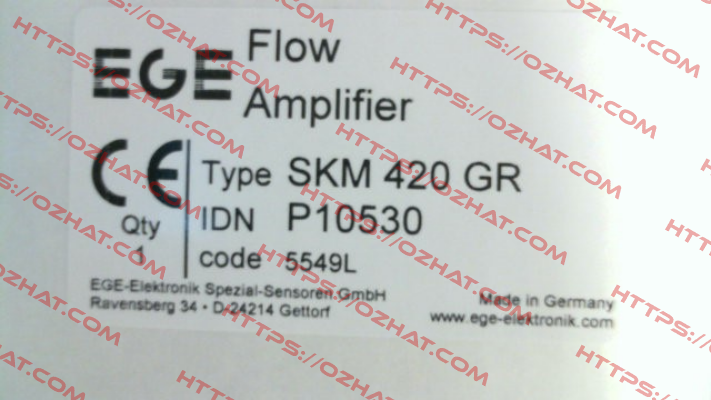 EGE Flow
Amplifier
CE
Type SKM 420 GR
Qty
1
IDN P10530
code 5549L
EGE-Elektronik Spezial-Sensoren GmbH
Ravensberg 34 • D-24214 Gettorf
Made in Germany
www.ege-elektronik.com
HTTPS://OZHAT.COM